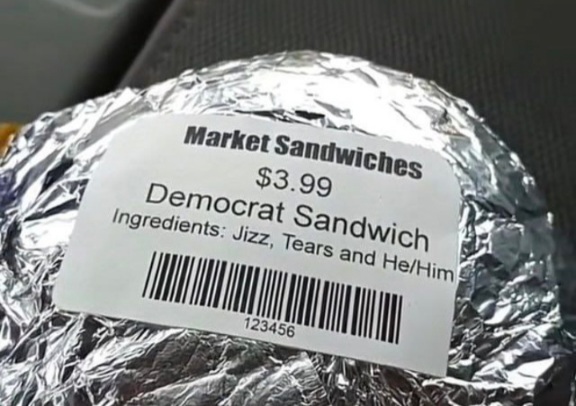 Market Sandwiches
$3.99
Democrat Sandwich
Ingredients: Jizz, Tears and He/Him
123456